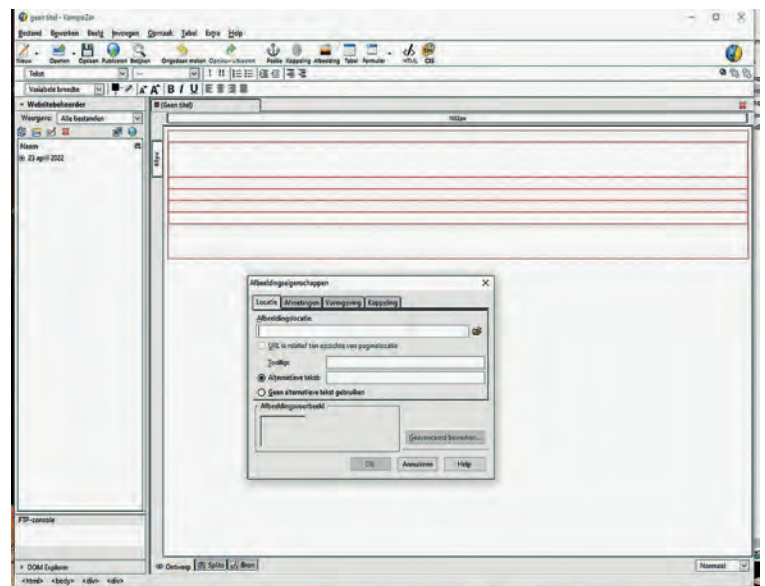 geen titel - KompoZer
Bestand Bewerken Beeld Invoegen Opmaak Tabel Extra Help
Nieuw Openen Opslaan Publiceren Bekijken Ongedaan maken Opnieuw uitvoeren Positie Koppeling Afbeelding Tabel Formulier HTML CSS
Tekst
Variabele breedte B I U
Websitebeheerder
(Geen titel)
Weergave: Alle bestanden
Naam
23 april 2022
Afbeeldingseigenschappen
Locatie Afmetingen Vormgeving Koppeling
Afbeeldingslocatie:
URL is relatief ten opzichte van paginalocatie
Tooltip:
Alternatieve tekst:
Geen alternatieve tekst gebruiken
Afbeeldingsvoorbeeld
Geavanceerd bewerken...
OK Annuleren Help
FTP-console
DOM Explorer
Ontwerp Splits Bron
Normaal
<html> <body> <div> <div>